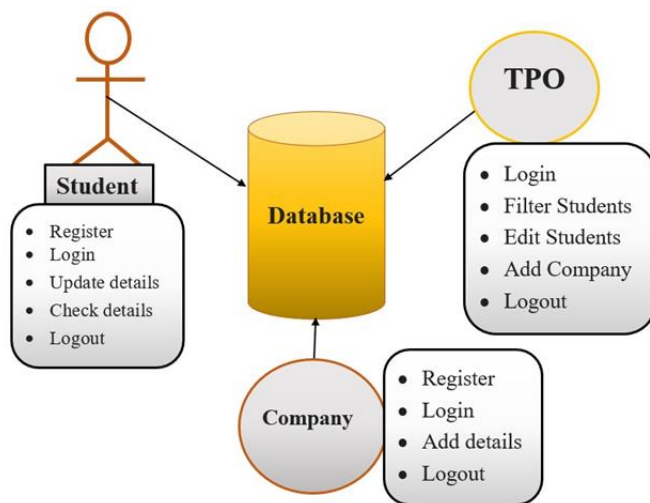 TPO
• Login
• Filter Students
• Edit Students
• Add Company
• Logout
Student
• Register
• Login
• Update details
• Check details
• Logout
Database
Company
• Register
• Login
• Add details
• Logout